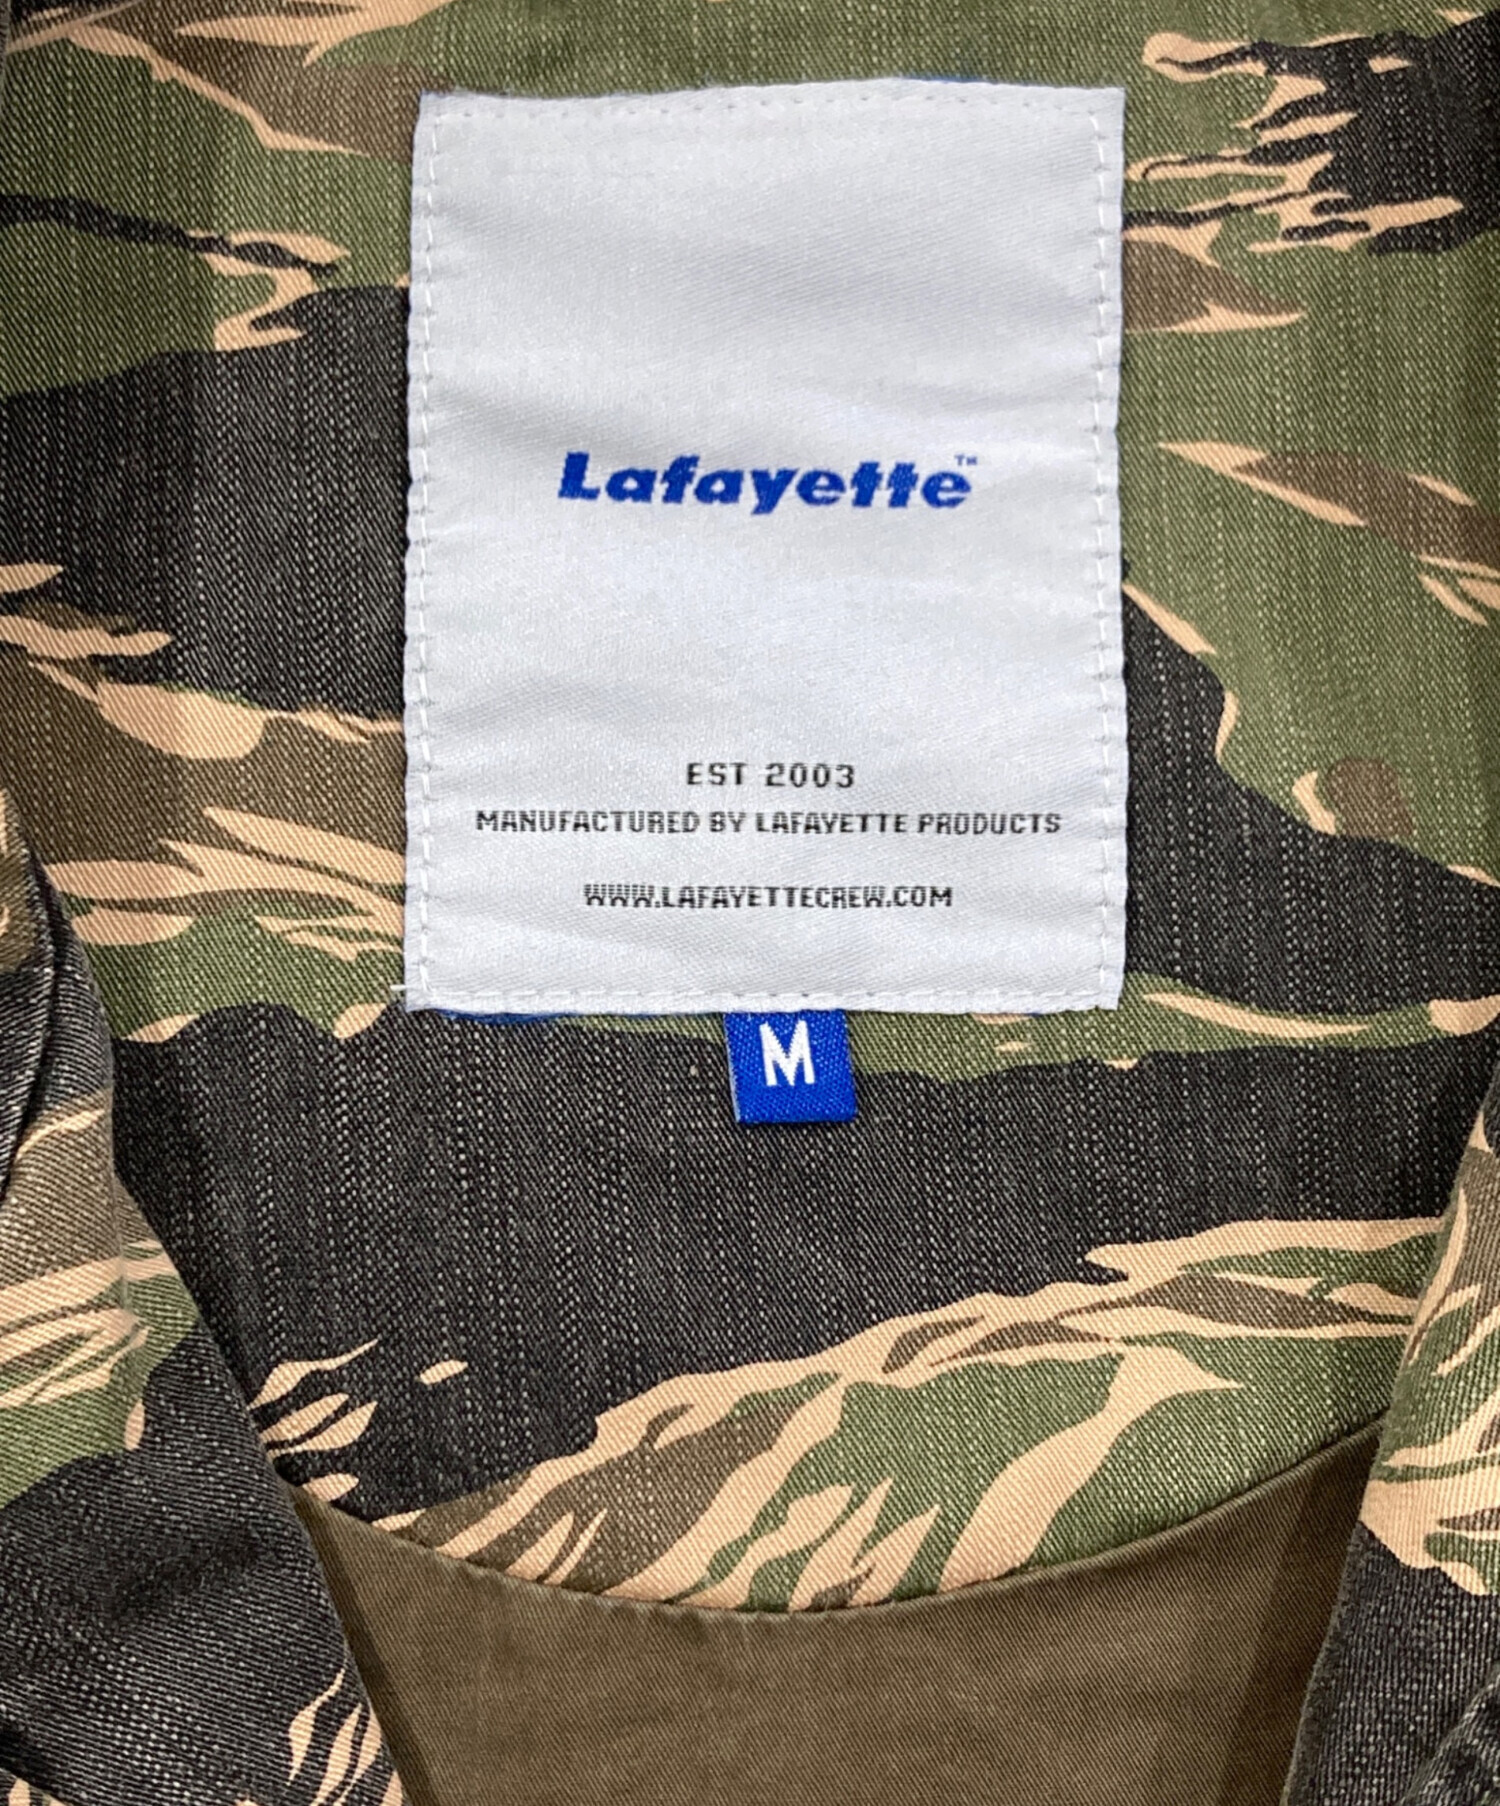 Lafayette™
EST 2003
MANUFACTURED BY LAFAYETTE PRODUCTS
WWW.LAFAYETTECREW.COM
M